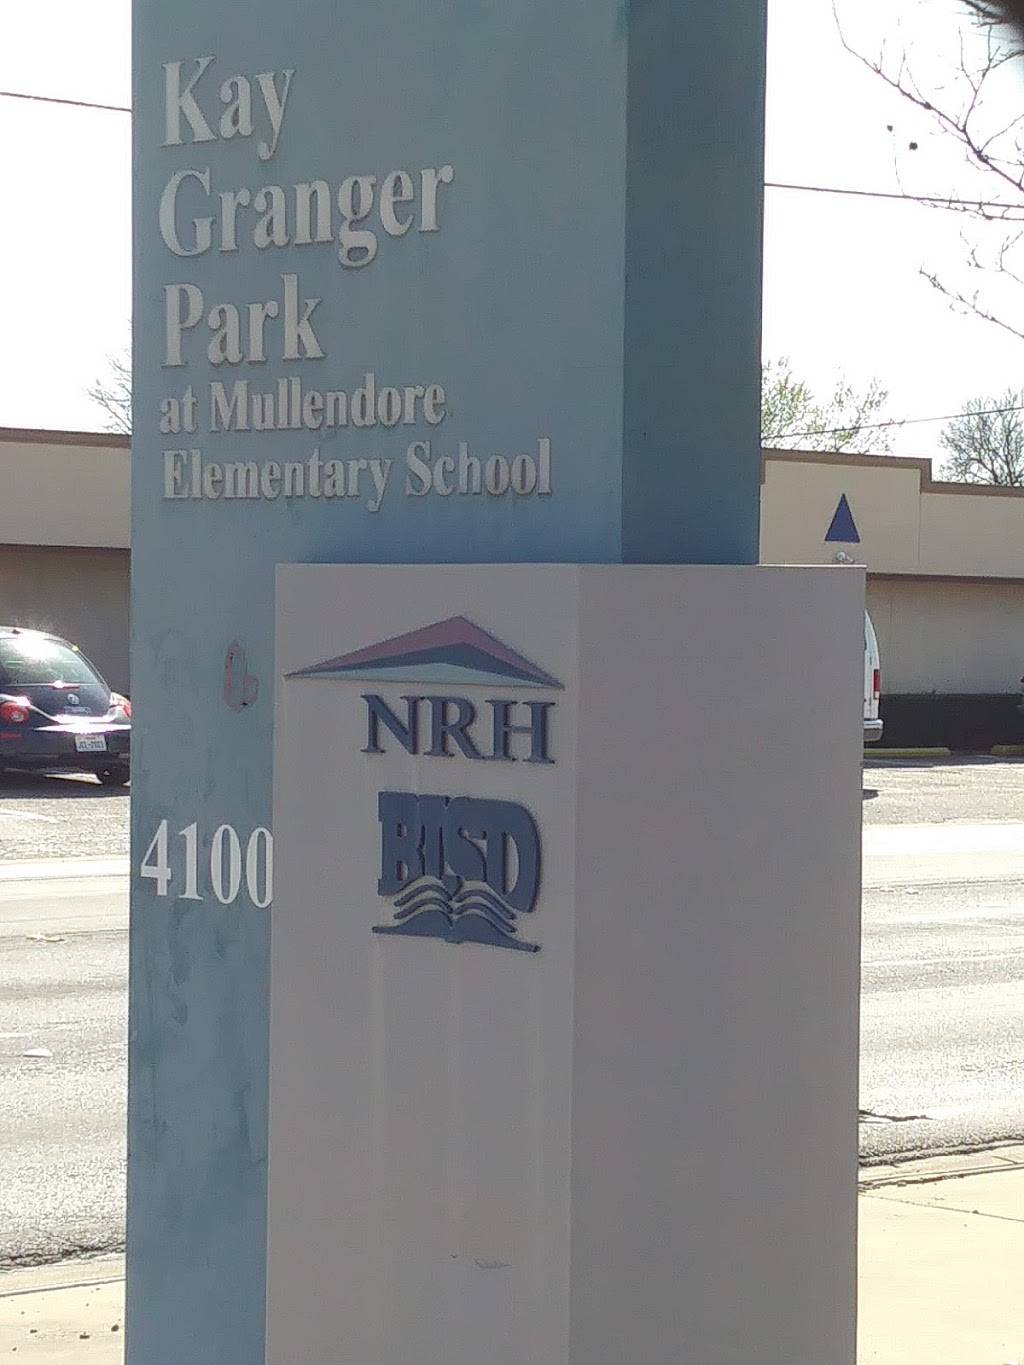 Kay
Granger
Park
at Mullendore
Elementary School
NRH
BISD
4100